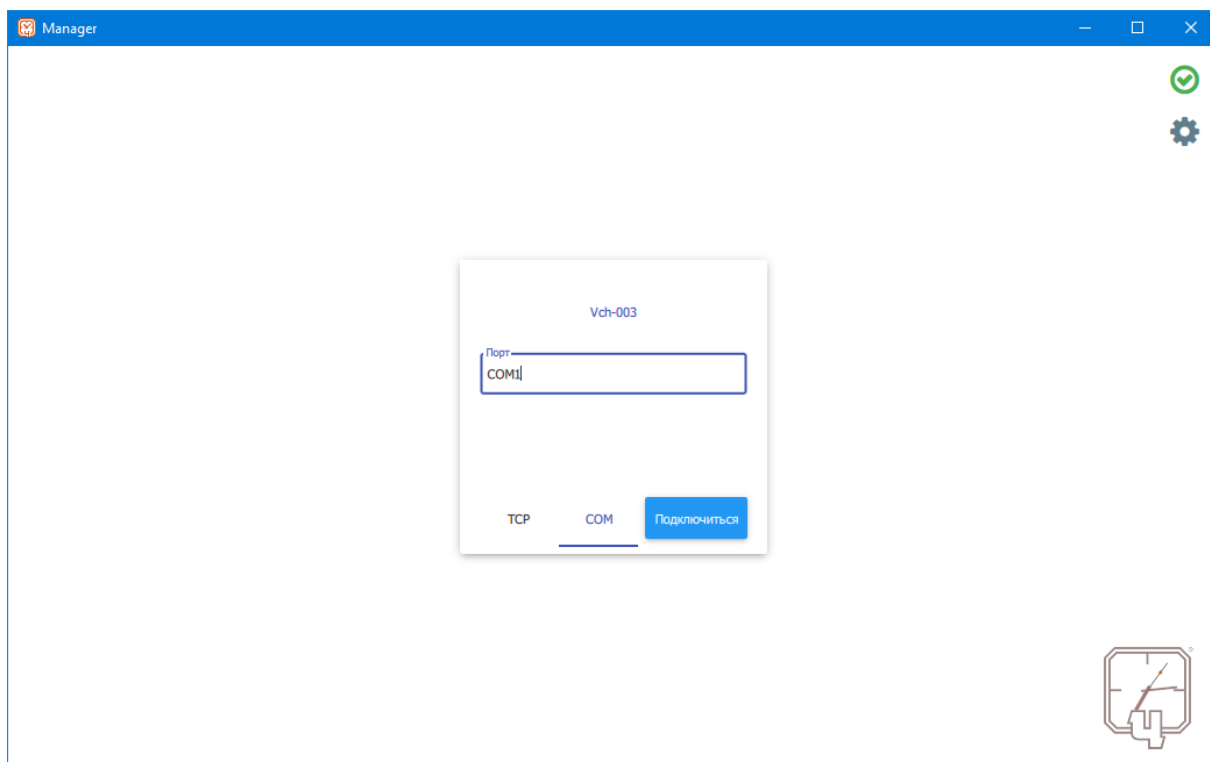 Manager
Vch-003
Порт
COM1
TCP COM Подключиться
Ч